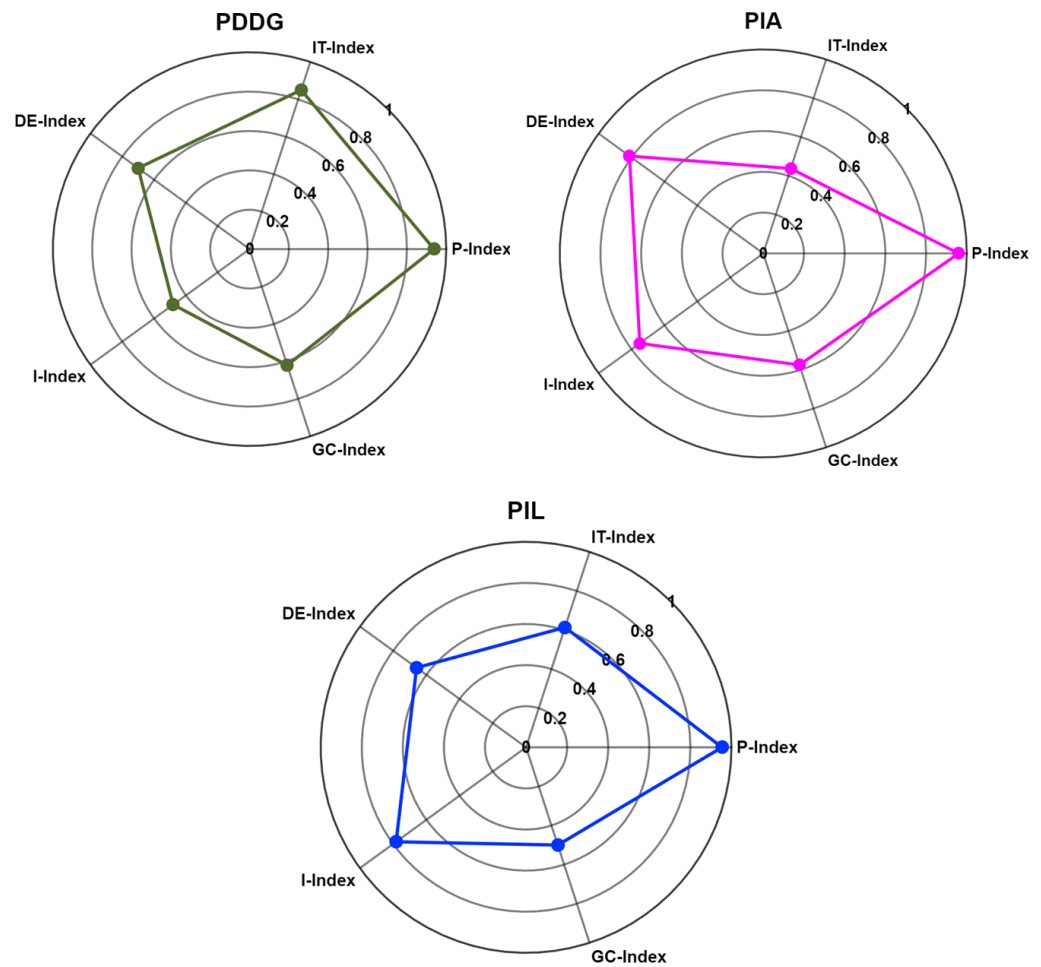 PDDG
IT-Index
1
DE-Index
0.8
0.6
0.4
0.2
0
P-Index
I-Index
GC-Index
PIA
IT-Index
1
DE-Index
0.8
0.6
0.4
0.2
0
P-Index
I-Index
GC-Index
PIL
IT-Index
1
DE-Index
0.8
0.6
0.4
0.2
0
P-Index
I-Index
GC-Index